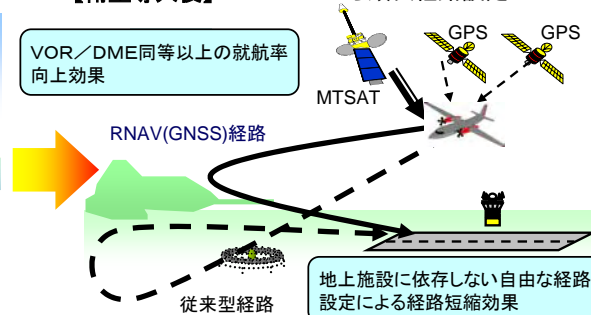 VOR／DME同等以上の就航率
向上効果
GPS
GPS
MTSAT
RNAV(GNSS)経路
従来型経路
地上施設に依存しない自由な経路
設定による経路短縮効果